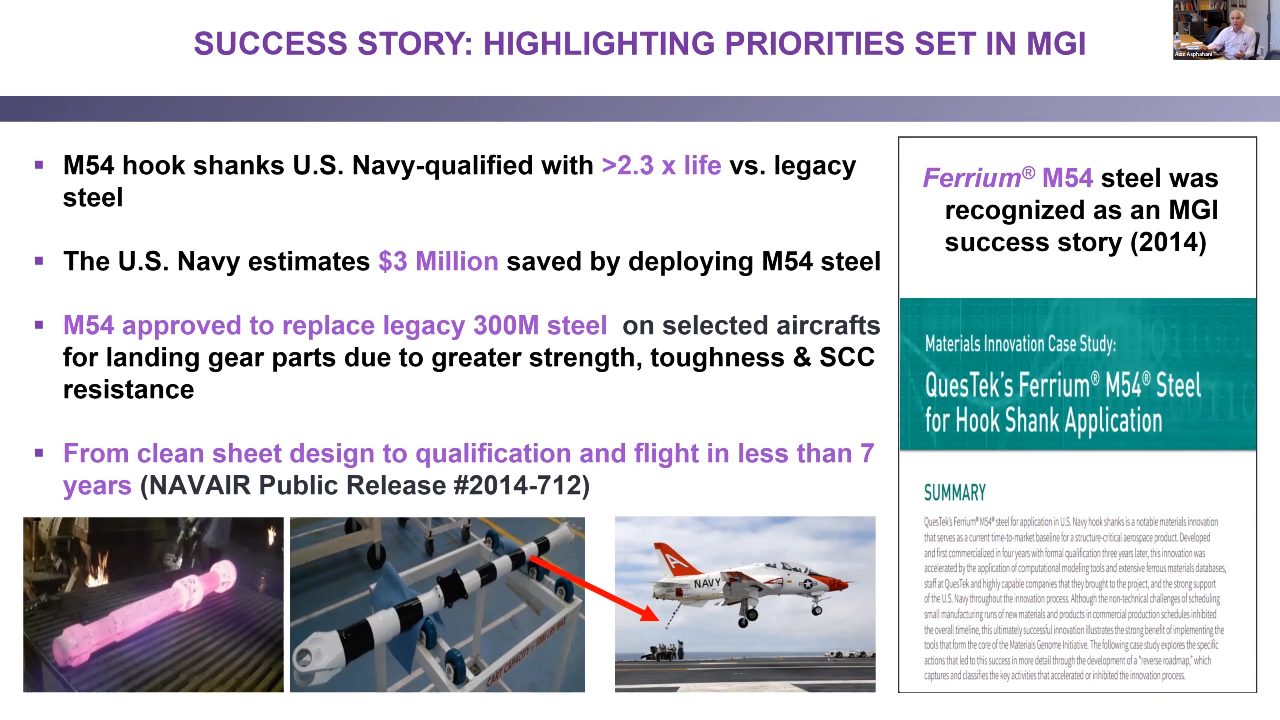 SUCCESS STORY: HIGHLIGHTING PRIORITIES SET IN MGI
Aziz Asphahani
▪ M54 hook shanks U.S. Navy-qualified with >2.3 x life vs. legacy
steel
▪ The U.S. Navy estimates $3 Million saved by deploying M54 steel
▪ M54 approved to replace legacy 300M steel on selected aircrafts
for landing gear parts due to greater strength, toughness & SCC
resistance
▪ From clean sheet design to qualification and flight in less than 7
years (NAVAIR Public Release #2014-712)
Ferrium® M54 steel was
recognized as an MGI
success story (2014)
Materials Innovation Case Study:
QuesTek's Ferrium® M54® Steel
for Hook Shank Application
SUMMARY
QuesTek's Ferrium® M54® steel for application in U.S. Navy hook shanks is a notable materials innovation
that serves as a current time-to-market baseline for a structure-critical aerospace product. Developed
and first commercialized in four years with formal qualification three years later, this innovation was
accelerated by the application of computational modeling tools and extensive ferrous materials databases,
staff at QuesTek and highly capable companies that they brought to the project, and the strong support
of the U.S. Navy throughout the innovation process. Although the non-technical challenges of scheduling
small manufacturing runs of new materials and products in commercial production schedules inhibited
the overall timeline, this ultimately successful innovation illustrates the strong benefit of implementing the
tools that form the core of the Materials Genome Initiative. The following case study explores the specific
actions that led to this success in more detail through the development of a "reverse roadmap," which
captures and classifies the key activities that accelerated or inhibited the innovation process.
CART CAPACITY = 1000 LBS MAX
A
NAVY